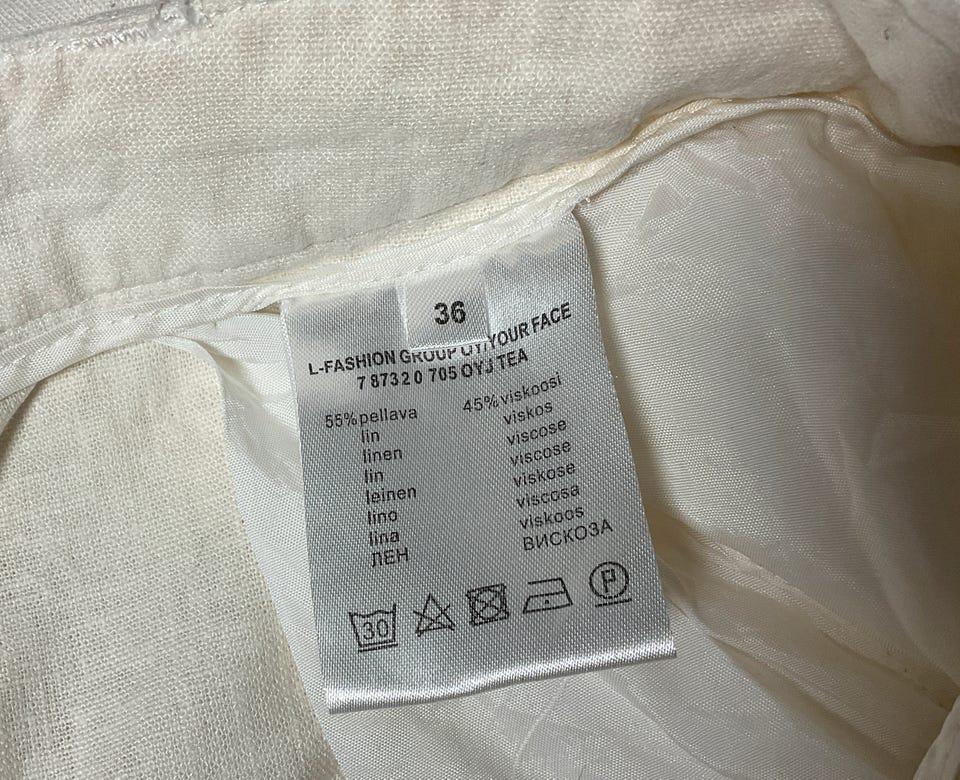 36
L-FASHION GROUP OY/YOUR FACE
7 8732 0 705 OYJ TEA
55% pellava 45% viskoosi
lin viskos
linen viscose
lin viscose
leinen viskose
lino viscosa
lina viskoos
ЛЕН ВИСКОЗА
30 P